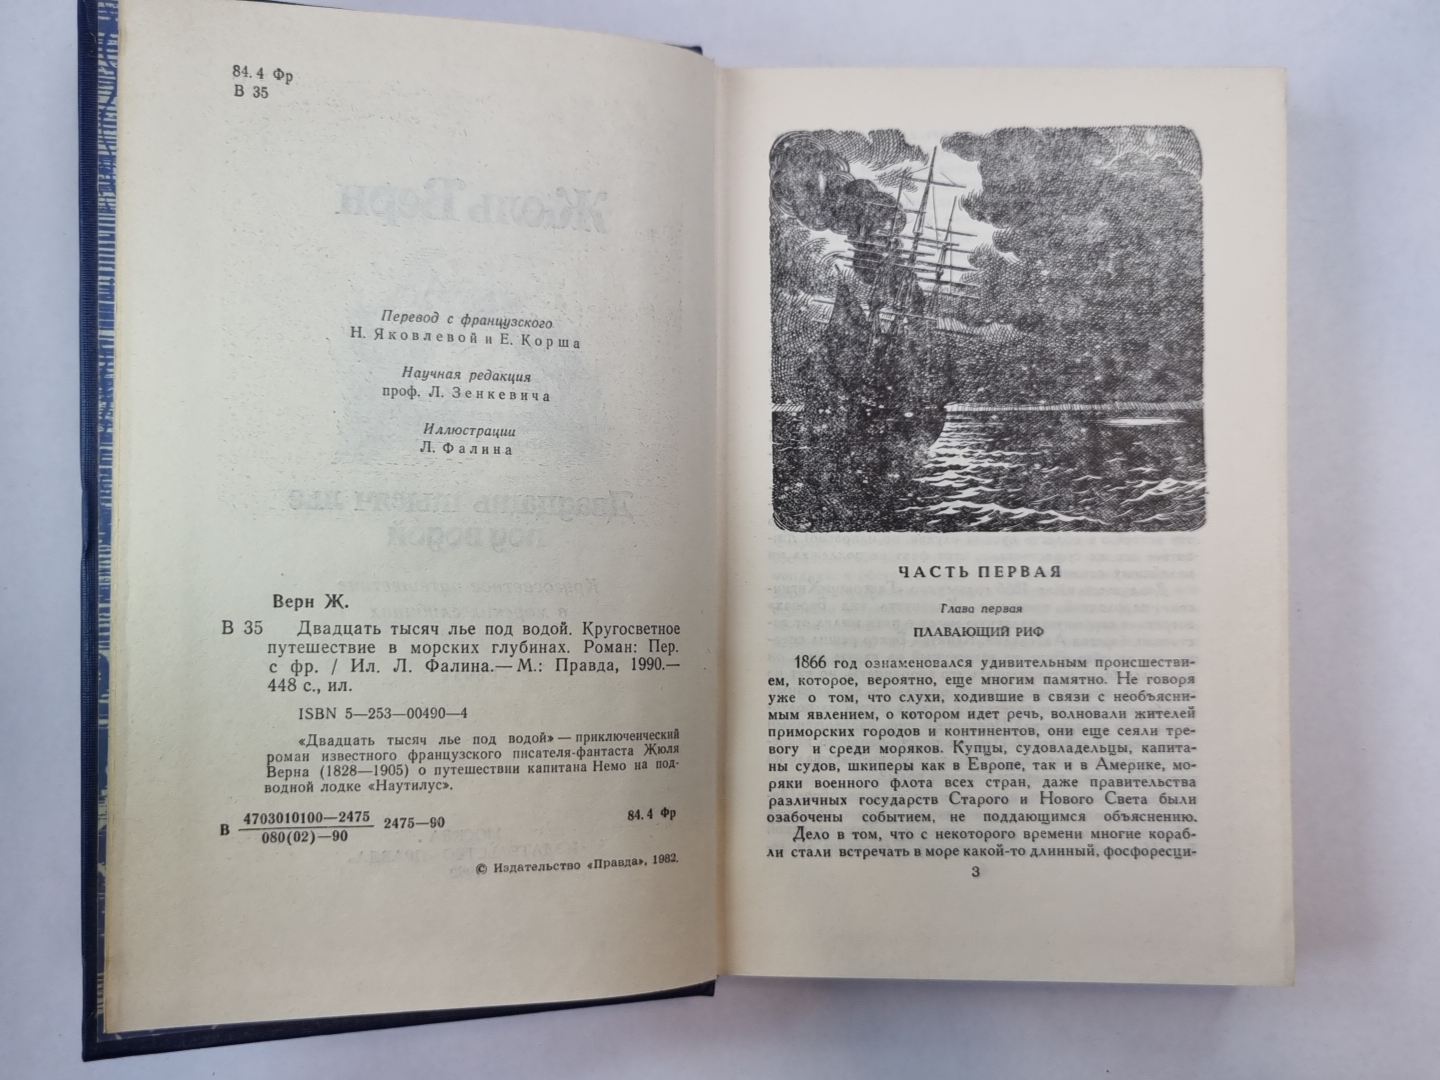 84.4 Фр
В 35
Перевод с французского
Н. Яковлевой и Е. Корша
Научная редакция
проф. Л. Зенкевича
Иллюстрации
Л. Фалина
Верн Ж.
В 35 Двадцать тысяч лье под водой. Кругосветное
путешествие в морских глубинах. Роман: Пер.
с фр. / Ил. Л. Фалина.— М.: Правда, 1990.—
448 с., ил.
ISBN 5—253—00490—4
«Двадцать тысяч лье под водой» — приключенческий
роман известного французского писателя-фантаста Жюля
Верна (1828—1905) о путешествии капитана Немо на под-
водной лодке «Наутилус».
В 4703010100—2475 2475—90 84.4 Фр
080(02)—90
© Издательство «Правда», 1982.
ЧАСТЬ ПЕРВАЯ
Глава первая
ПЛАВАЮЩИЙ РИФ
1866 год ознаменовался удивительным происшестви-
ем, которое, вероятно, еще многим памятно. Не говоря
уже о том, что слухи, ходившие в связи с необъясни-
мым явлением, о котором идет речь, волновали жителей
приморских городов и континентов, они еще сеяли тре-
вогу и среди моряков. Купцы, судовладельцы, капита-
ны судов, шкиперы как в Европе, так и в Америке, мо-
ряки военного флота всех стран, даже правительства
различных государств Старого и Нового Света были
озабочены событием, не поддающимся объяснению.
Дело в том, что с некоторого времени многие кораб-
ли стали встречать в море какой-то длинный, фосфоресци-
3